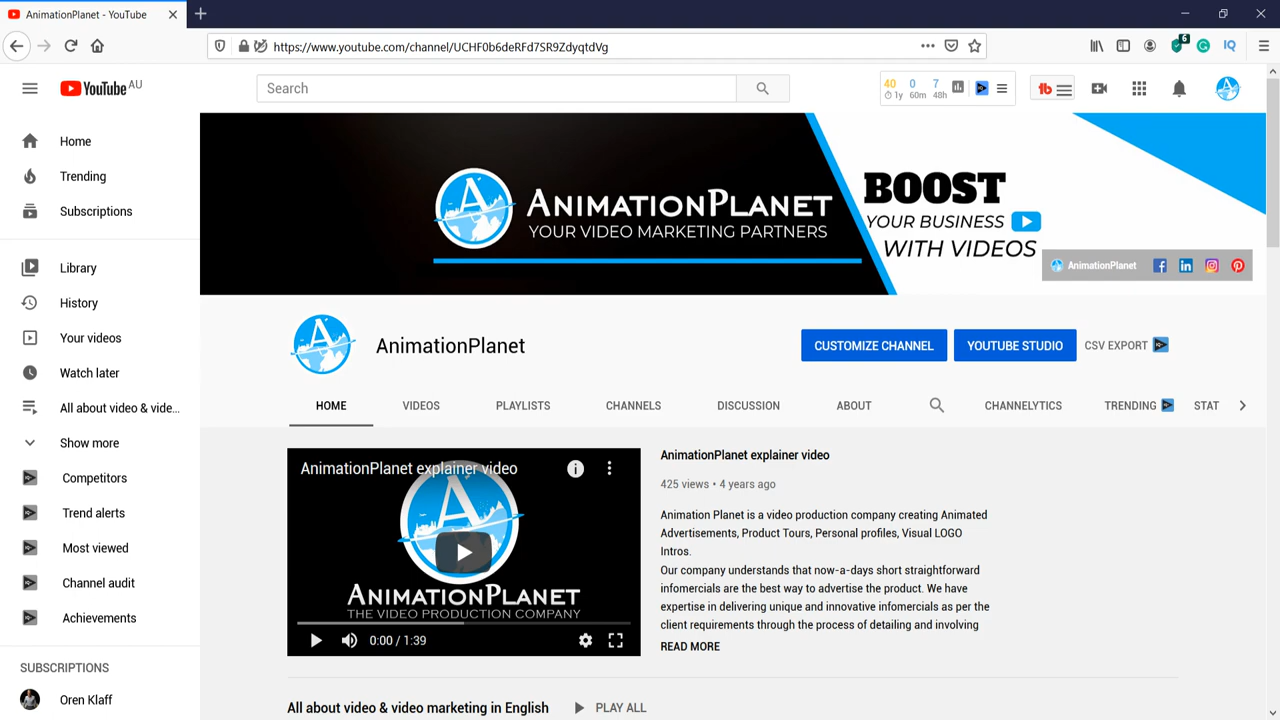 AnimationPlanet - YouTube
https://www.youtube.com/channel/UCHF0b6deRFd7SR9ZdyqtdVg
6
IQ
YouTube AU
Search
40 0 7
1y 60m 48h
Home
Trending
Subscriptions
Library
History
Your videos
Watch later
All about video & vide...
Show more
Competitors
Trend alerts
Most viewed
Channel audit
Achievements
SUBSCRIPTIONS
Oren Klaff
A
ANIMATIONPLANET
YOUR VIDEO MARKETING PARTNERS
BOOST
YOUR BUSINESS
WITH VIDEOS
AnimationPlanet
A
AnimationPlanet
CUSTOMIZE CHANNEL
YOUTUBE STUDIO
CSV EXPORT
HOME
VIDEOS
PLAYLISTS
CHANNELS
DISCUSSION
ABOUT
CHANNELYTICS
TRENDING
STAT
AnimationPlanet explainer video
A
ANIMATIONPLANET
THE VIDEO PRODUCTION COMPANY
0:00 / 1:39
AnimationPlanet explainer video
425 views • 4 years ago
Animation Planet is a video production company creating Animated
Advertisements, Product Tours, Personal profiles, Visual LOGO
Intros.
Our company understands that now-a-days short straightforward
infomercials are the best way to advertise the product. We have
expertise in delivering unique and innovative infomercials as per the
client requirements through the process of detailing and involving
READ MORE
All about video & video marketing in English
PLAY ALL